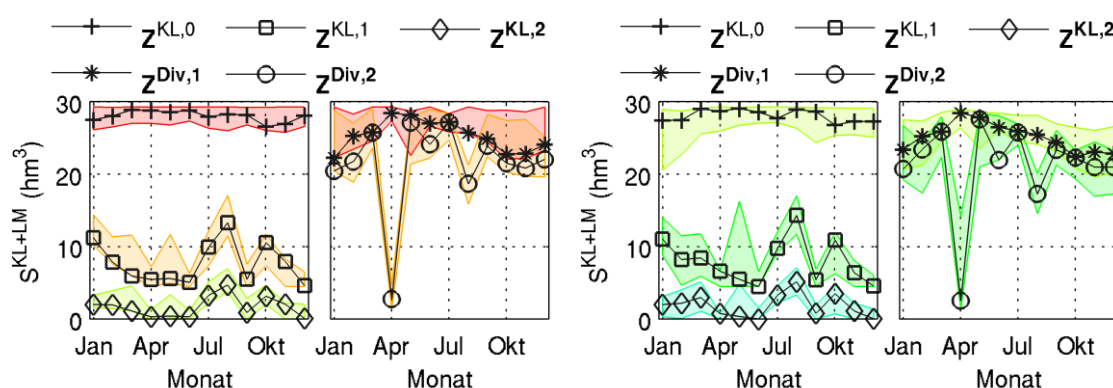 Z^KL,0 Z^KL,1 Z^KL,2
Z^Div,1 Z^Div,2
30
20
10
0
S^KL+LM (hm^3)
Jan Apr Jul Okt Jan Apr Jul Okt
Monat Monat
Z^KL,0 Z^KL,1 Z^KL,2
Z^Div,1 Z^Div,2
30
20
10
0
S^KL+LM (hm^3)
Jan Apr Jul Okt Jan Apr Jul Okt
Monat Monat